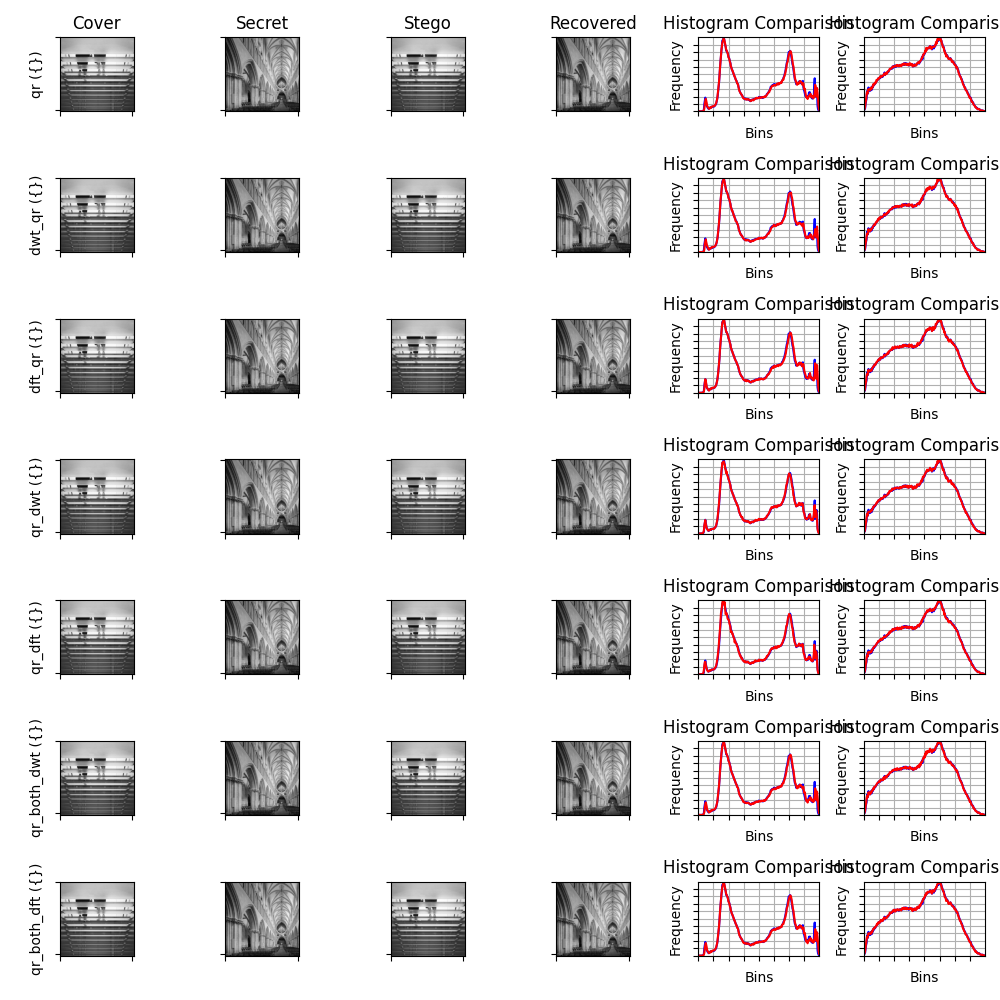 Cover Secret Stego Recovered Histogram Comparison Histogram Comparis
qr ({}) Frequency Frequency
Bins Bins
Histogram Comparison Histogram Comparis
dwt_qr ({}) Frequency Frequency
Bins Bins
Histogram Comparison Histogram Comparis
dft_qr ({}) Frequency Frequency
Bins Bins
Histogram Comparison Histogram Comparis
qr_dwt ({}) Frequency Frequency
Bins Bins
Histogram Comparison Histogram Comparis
qr_dft ({}) Frequency Frequency
Bins Bins
Histogram Comparison Histogram Comparis
qr_both_dwt ({}) Frequency Frequency
Bins Bins
Histogram Comparison Histogram Comparis
qr_both_dft ({}) Frequency Frequency
Bins Bins